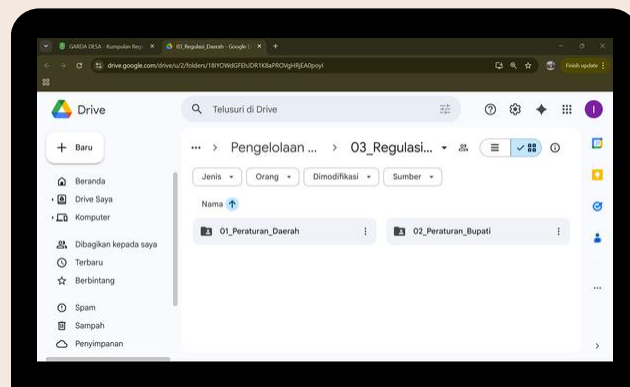 GARDA DESA - Kumpulan Reg
03_Regulasi_Daerah - Google D
drive.google.com/drive/u/2/folders/
Finish update
Drive
Telusuri di Drive
I
Baru
... > Pengelolaan ... > 03_Regulasi...
Jenis
Orang
Dimodifikasi
Sumber
Nama
01_Peraturan_Daerah
02_Peraturan_Bupati
Beranda
Drive Saya
Komputer
Dibagikan kepada saya
Terbaru
Berbintang
Spam
Sampah
Penyimpanan